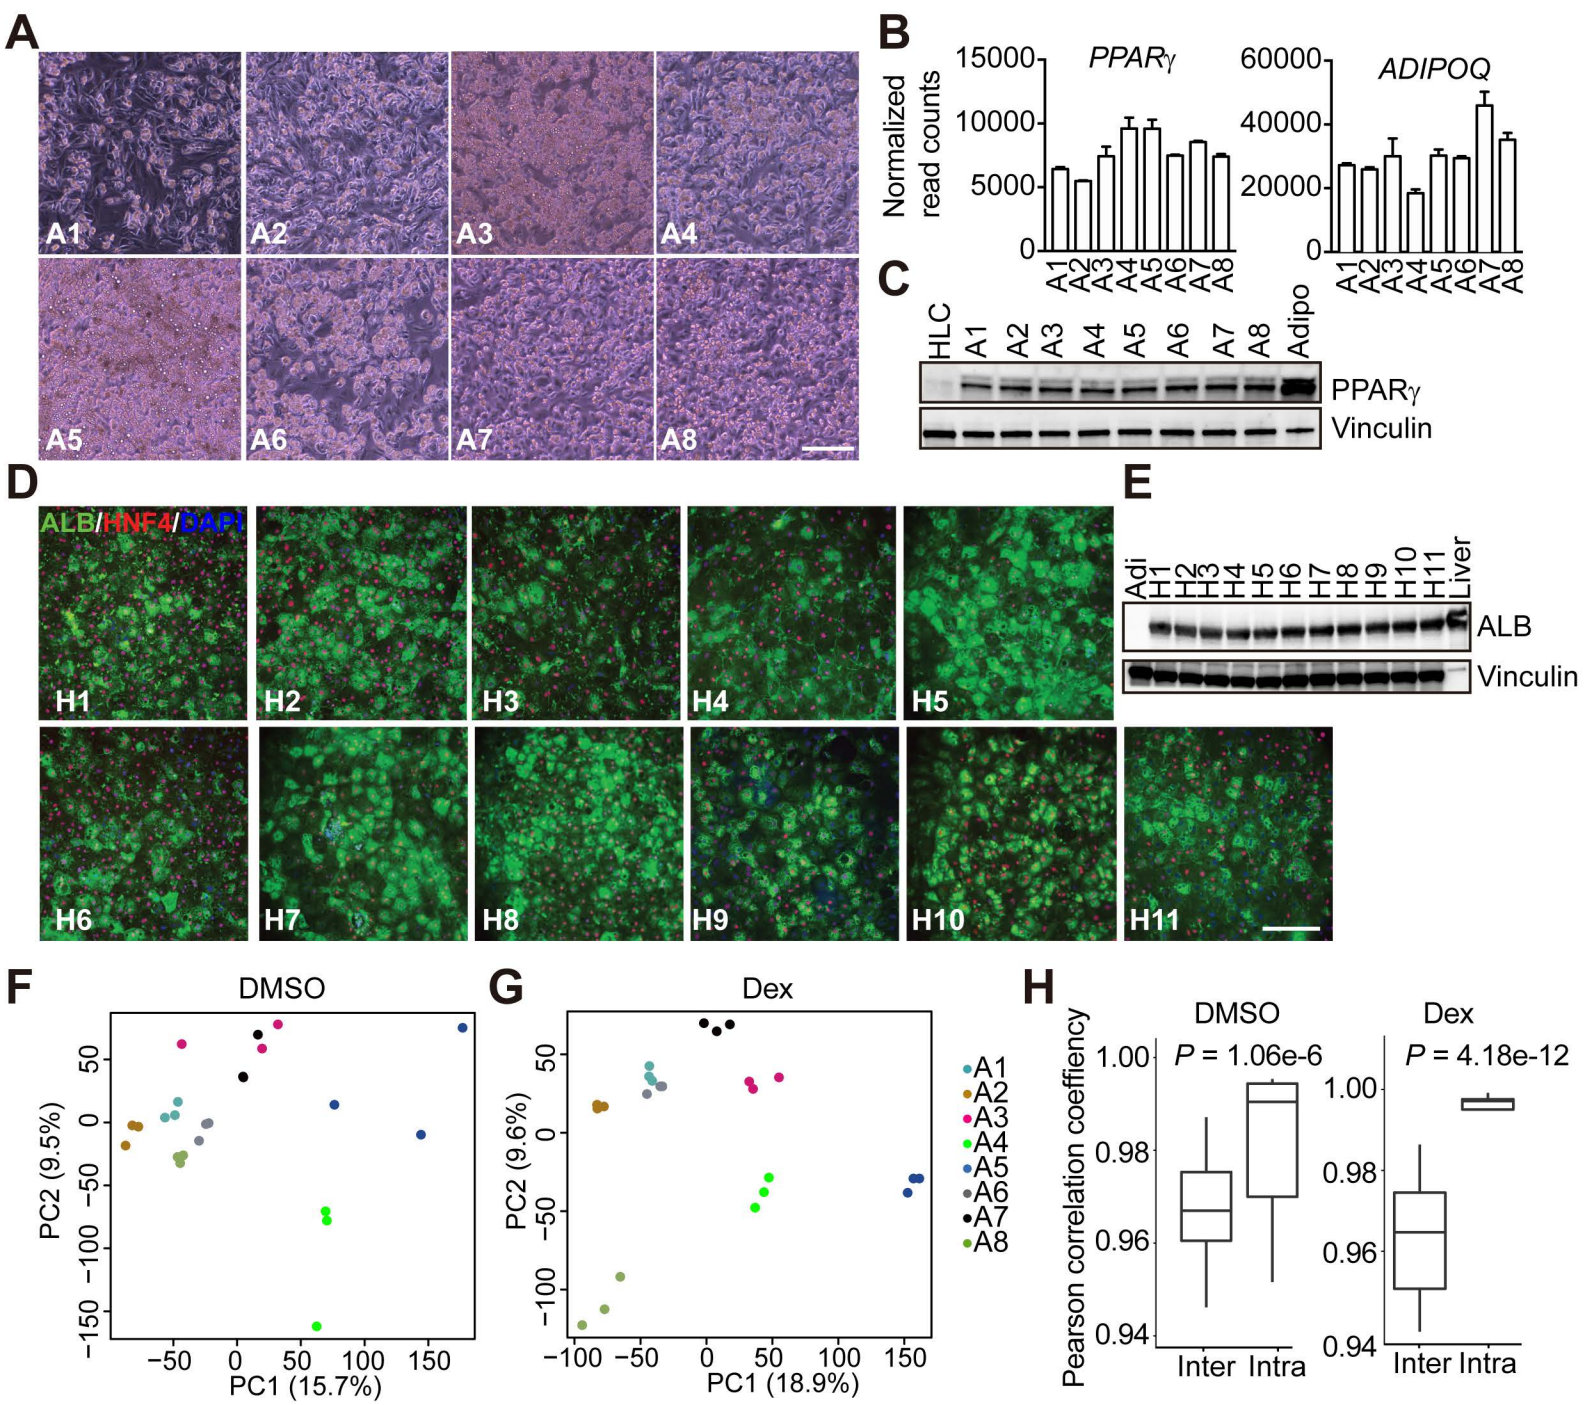 A
A1
A2
A3
A4
A5
A6
A7
A8
B
Normalized
read counts
PPARγ
15000
10000
5000
0
A1 A2 A3 A4 A5 A6 A7 A8
ADIPOQ
60000
40000
20000
0
A1 A2 A3 A4 A5 A6 A7 A8
C
HLC A1 A2 A3 A4 A5 A6 A7 A8 Adipo
PPARγ
Vinculin
D
ALB/HNF4/DAPI
H1
H2
H3
H4
H5
H6
H7
H8
H9
H10
H11
E
Adi H1 H2 H3 H4 H5 H6 H7 H8 H9 H10 H11 Liver
ALB
Vinculin
F
DMSO
PC2 (9.5%)
50
0
−50
−100
−150
−50 0 50 100 150
PC1 (15.7%)
G
Dex
PC2 (9.6%)
50
0
−50
−100
−100 −50 0 50 100 150
PC1 (18.9%)
A1
A2
A3
A4
A5
A6
A7
A8
H
Pearson correlation coeffiency
DMSO
P = 1.06e-6
1.00
0.98
0.96
0.94
Inter Intra
Dex
P = 4.18e-12
1.00
0.98
0.96
0.94
Inter Intra